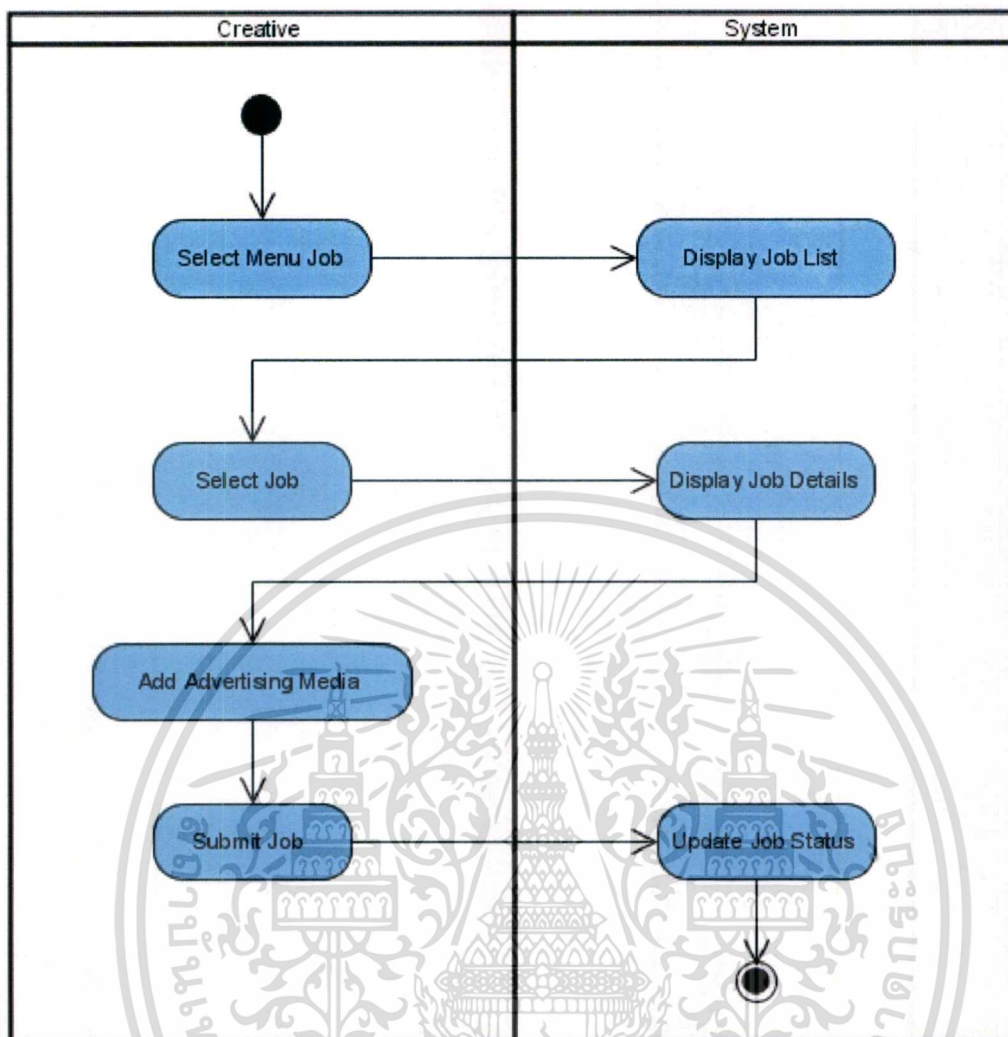 Creative
System
Select Menu Job
Display Job List
Select Job
Display Job Details
Add Advertising Media
Submit Job
Update Job Status